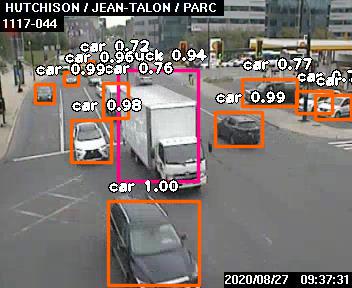 HUTCHISON / JEAN-TALON / PARC
1117-044
car 0.72
car 0.96
uck 0.94
car 0.99
car 0.76
car 0.77
car 0.98
car 0.99
car 1.00
2020/08/27 09:37:31